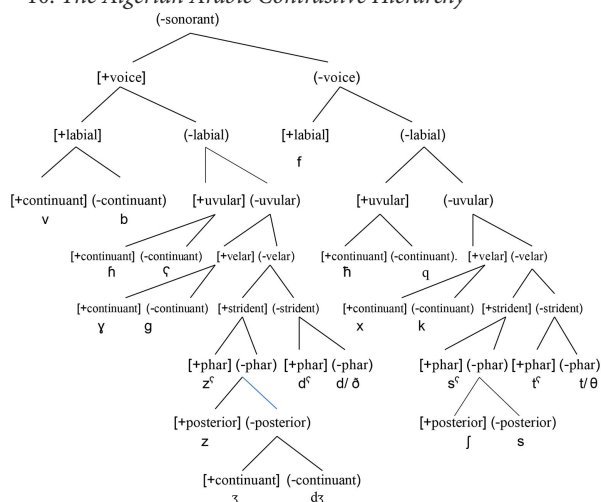 10. The Algerian Arabic Contrastive Hierarchy
(-sonorant)
[+voice] (-voice)
[+labial] (-labial) [+labial] (-labial)
f
[+continuant] (-continuant) [+uvular] (-uvular) [+uvular] (-uvular)
v b
[+continuant] (-continuant) [+velar] (-velar) [+continuant] (-continuant). [+velar] (-velar)
ɦ ʕ ħ q
[+continuant] (-continuant) [+strident] (-strident) [+continuant] (-continuant) [+strident] (-strident)
ɣ g x k
[+phar] (-phar) [+phar] (-phar) [+phar] (-phar) [+phar] (-phar)
zˤ dˤ d/ ð sˤ tˤ t/ θ
[+posterior] (-posterior) [+posterior] (-posterior)
z ʃ s
[+continuant] (-continuant)
ʒ dʒ